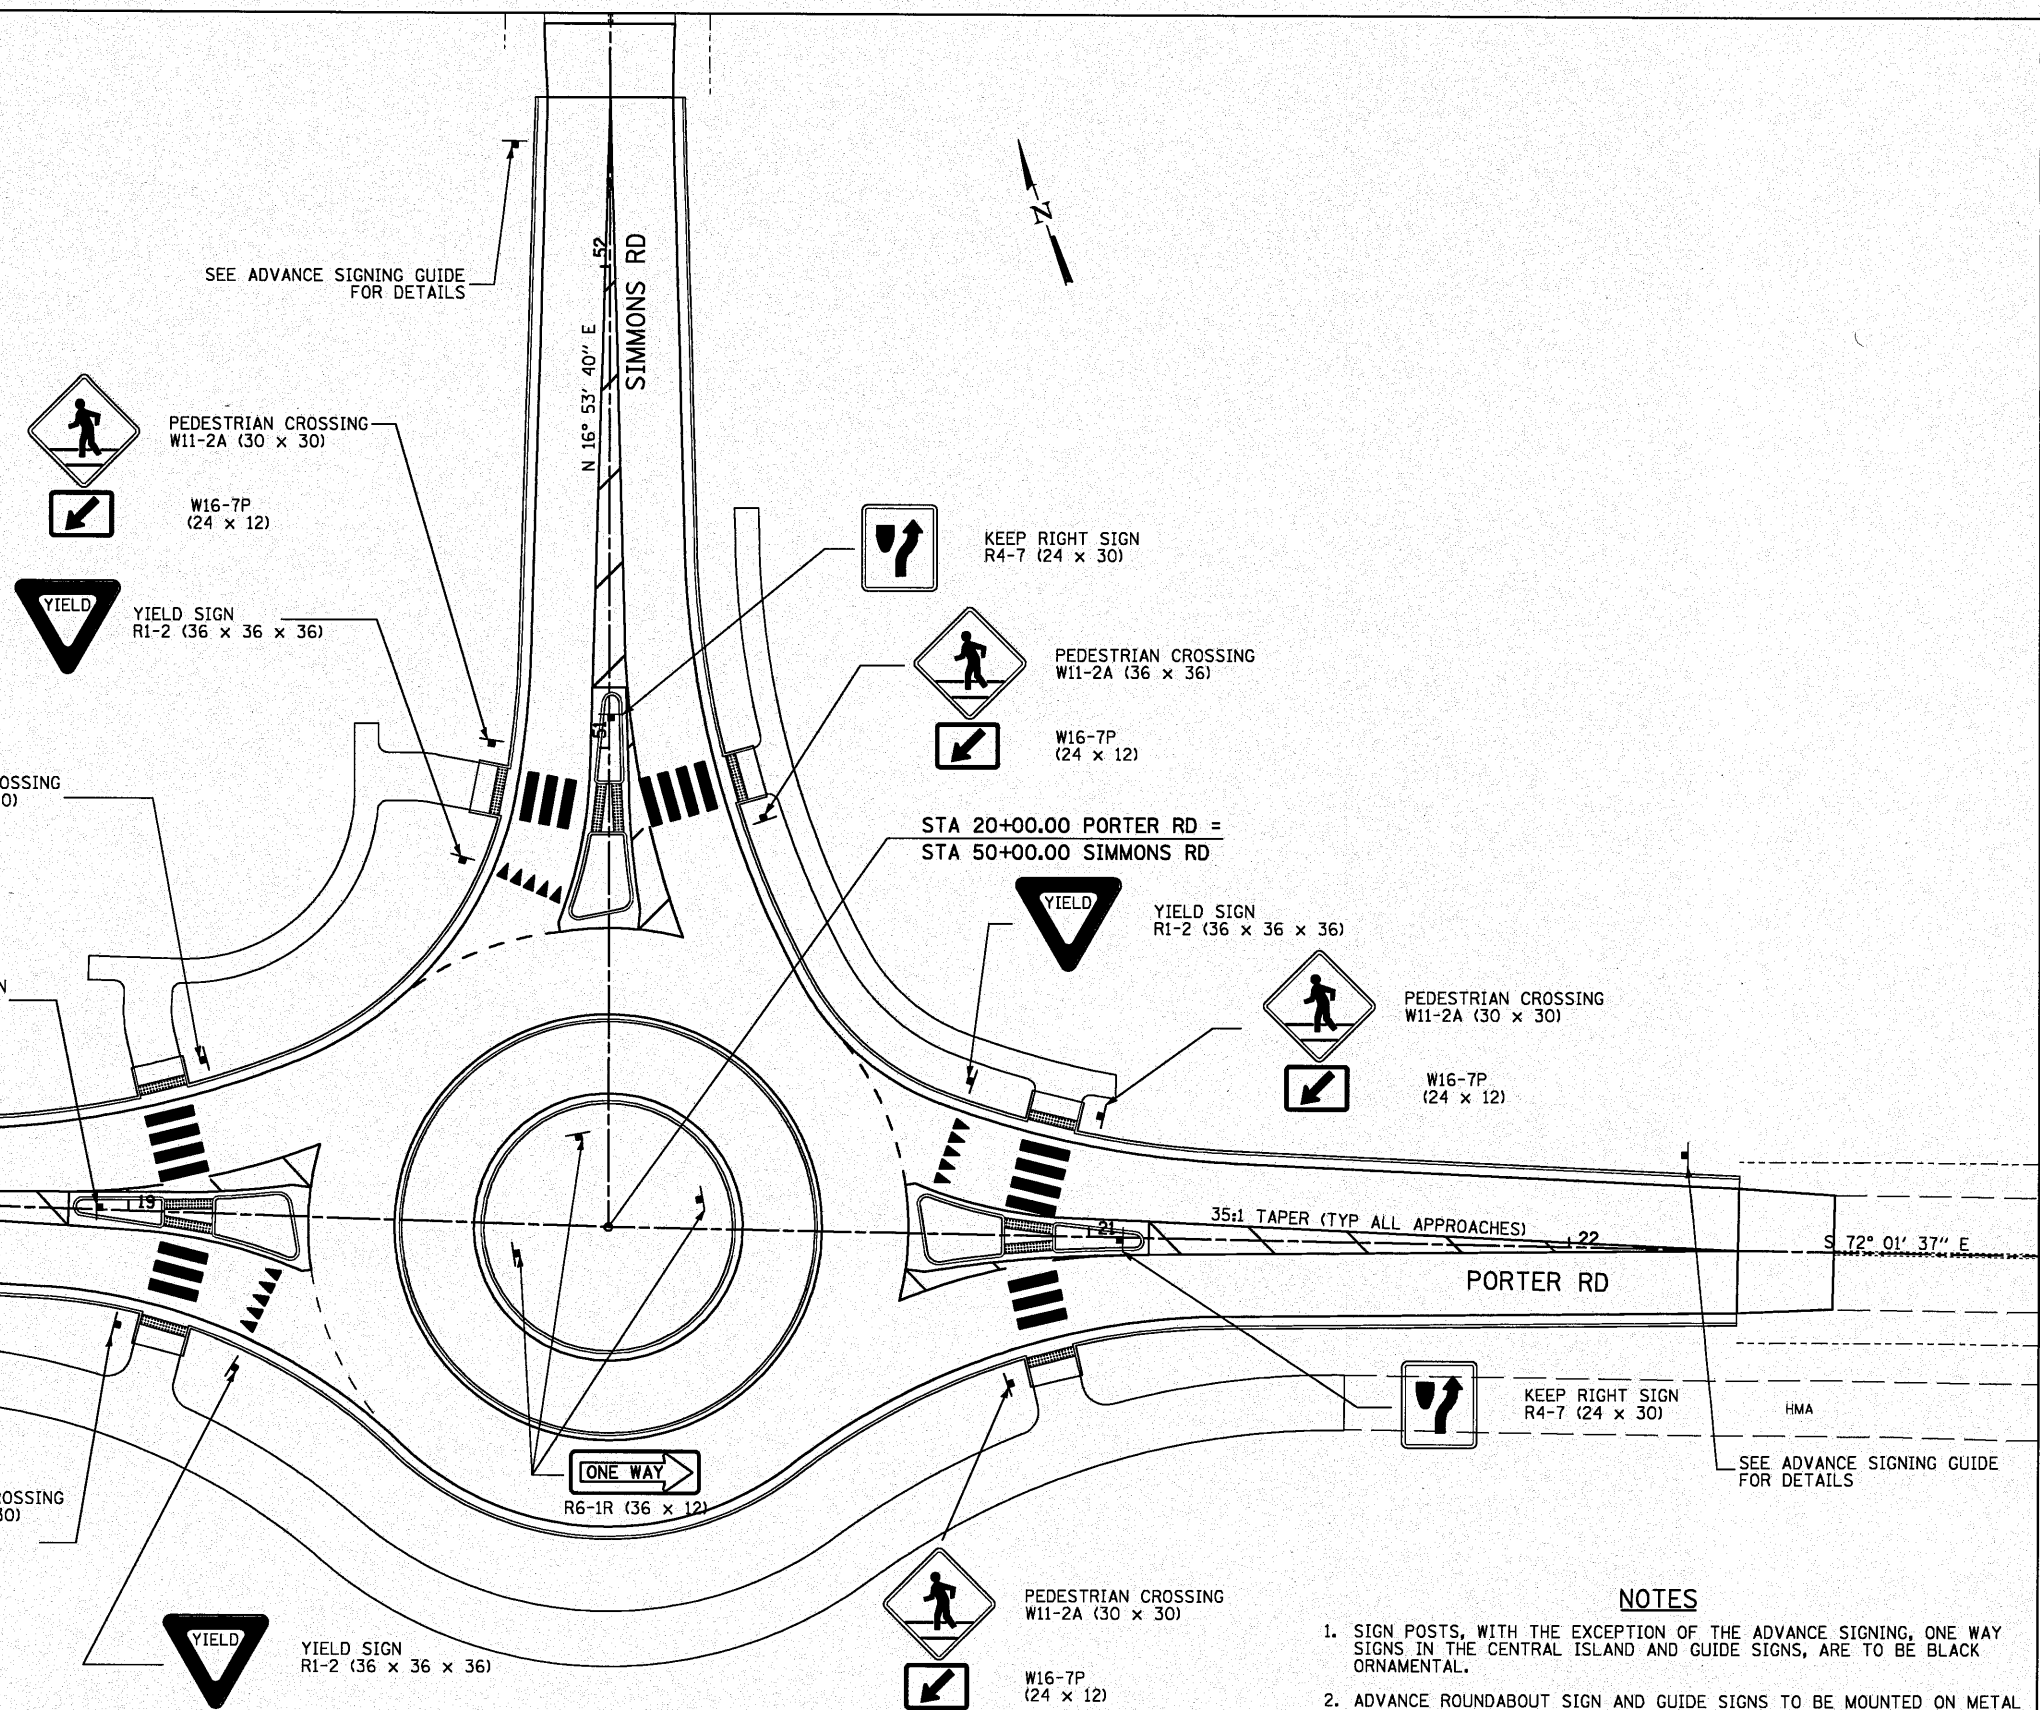 SEE ADVANCE SIGNING GUIDE
FOR DETAILS
N
52
SIMMONS RD
N 16° 53' 40" E
PEDESTRIAN CROSSING
W11-2A (30 x 30)
W16-7P
(24 x 12)
YIELD
YIELD SIGN
R1-2 (36 x 36 x 36)
KEEP RIGHT SIGN
R4-7 (24 x 30)
PEDESTRIAN CROSSING
W11-2A (36 x 36)
W16-7P
(24 x 12)
51
OSSING
0)
STA 20+00.00 PORTER RD =
STA 50+00.00 SIMMONS RD
YIELD
YIELD SIGN
R1-2 (36 x 36 x 36)
N
PEDESTRIAN CROSSING
W11-2A (30 x 30)
W16-7P
(24 x 12)
19
21
35:1 TAPER (TYP ALL APPROACHES)
22
S 72° 01' 37" E
PORTER RD
KEEP RIGHT SIGN
R4-7 (24 x 30)
HMA
SEE ADVANCE SIGNING GUIDE
FOR DETAILS
ONE WAY
R6-1R (36 x 12)
OSSING
30)
PEDESTRIAN CROSSING
W11-2A (30 x 30)
W16-7P
(24 x 12)
YIELD
YIELD SIGN
R1-2 (36 x 36 x 36)
NOTES
1. SIGN POSTS, WITH THE EXCEPTION OF THE ADVANCE SIGNING, ONE WAY
SIGNS IN THE CENTRAL ISLAND AND GUIDE SIGNS, ARE TO BE BLACK
ORNAMENTAL.
2. ADVANCE ROUNDABOUT SIGN AND GUIDE SIGNS TO BE MOUNTED ON METAL